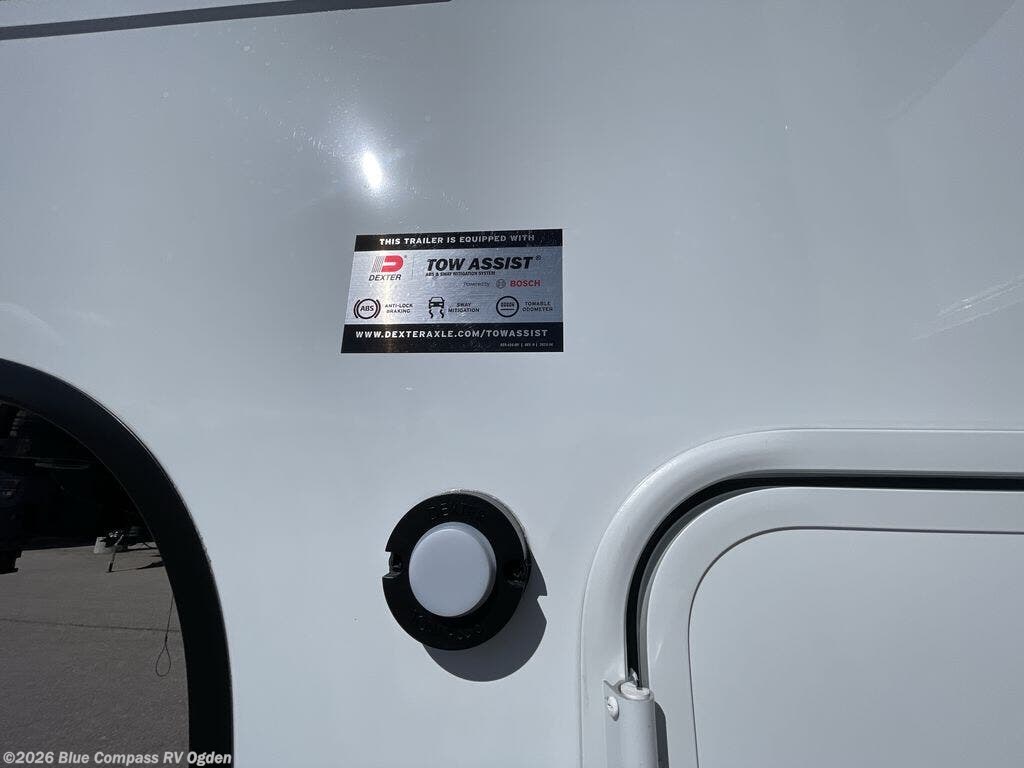 THIS TRAILER IS EQUIPPED WITH
DEXTER
TOW ASSIST®
ABS & SWAY MITIGATION SYSTEM
Powered by BOSCH
ABS
ANTI-LOCK
BRAKING
SWAY
MITIGATION
TOWABLE
ODOMETER
WWW.DEXTERAXLE.COM/TOWASSIST
DEXTER
©2026 Blue Compass RV Ogden